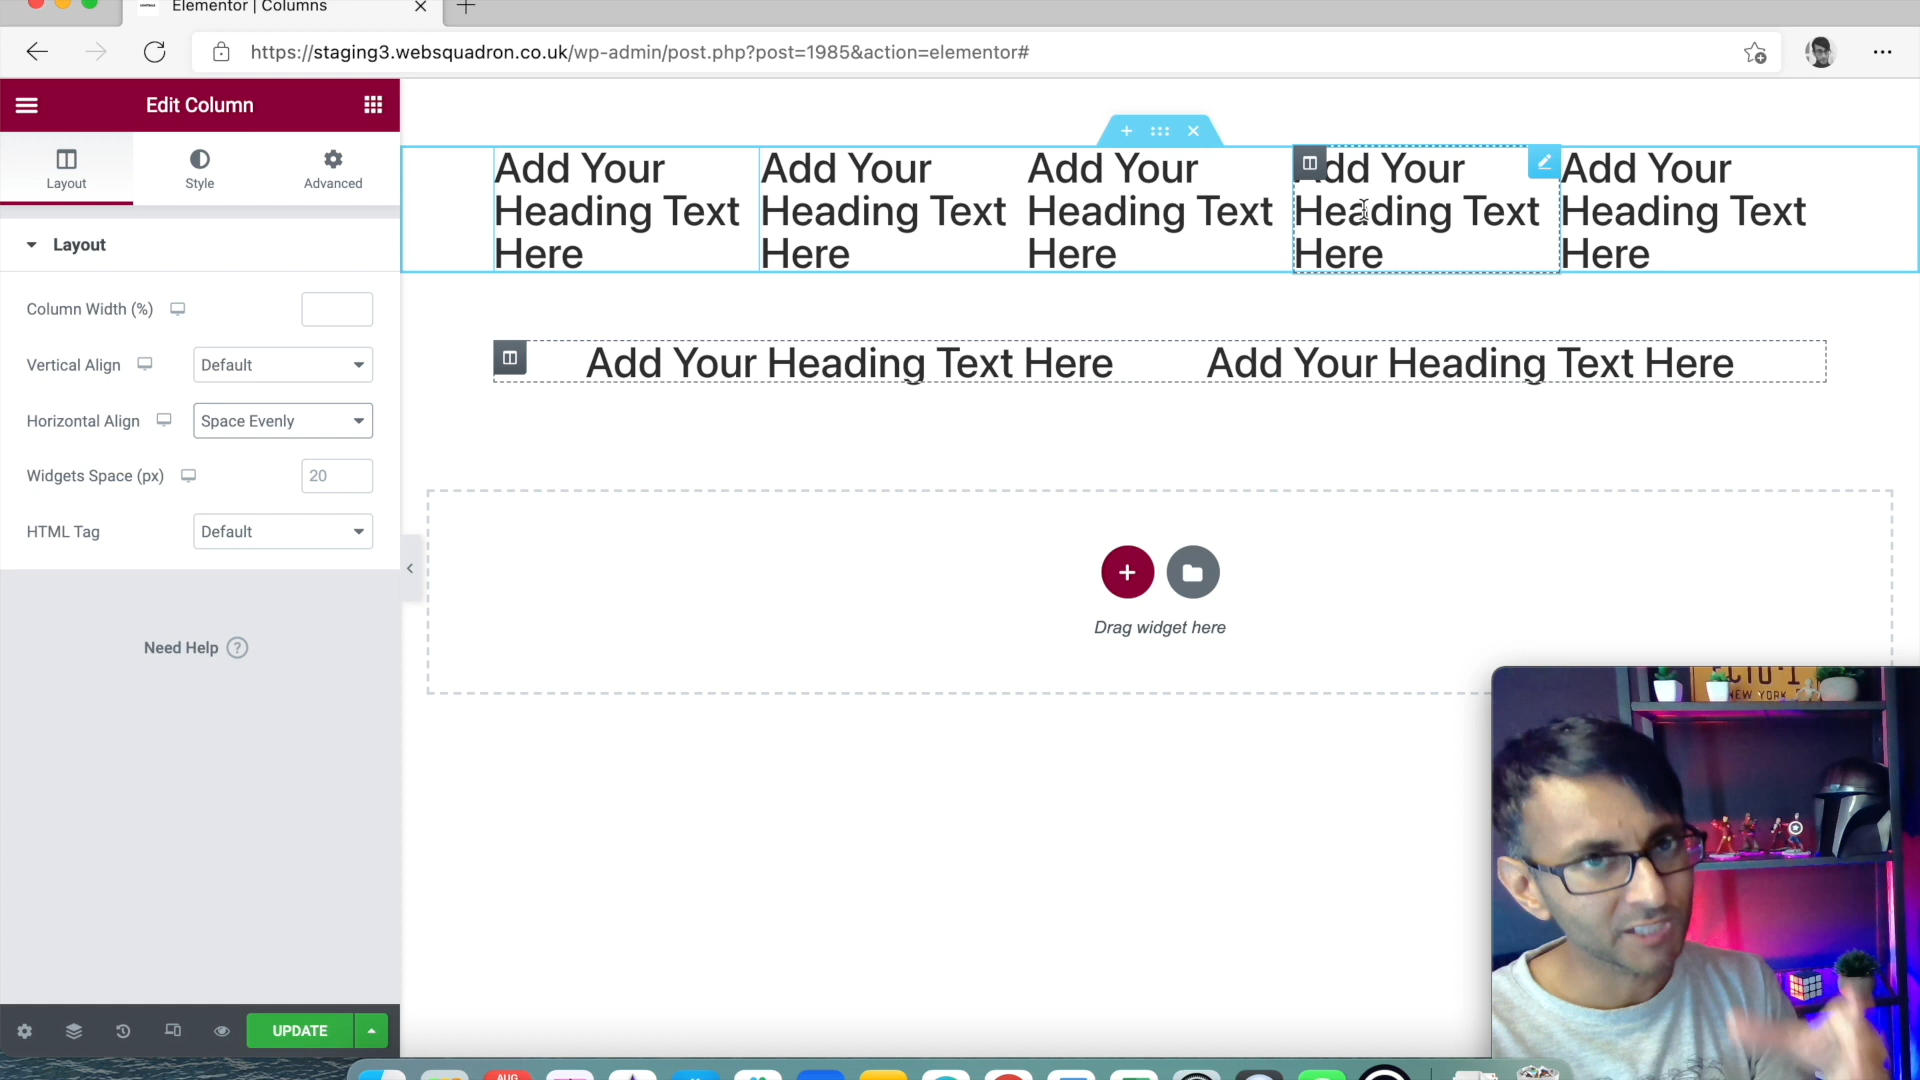 Elementor | Columns
https://staging3.websquadron.co.uk/wp-admin/post.php?post=1985&action=elementor#
Edit Column
Layout
Style
Advanced
Layout
Column Width (%)
Vertical Align
Default
Horizontal Align
Space Evenly
Widgets Space (px)
20
HTML Tag
Default
Need Help ?
UPDATE
Add Your
Heading Text
Here
Add Your
Heading Text
Here
Add Your
Heading Text
Here
Add Your
Heading Text
Here
Add Your
Heading Text
Here
Add Your Heading Text Here
Add Your Heading Text Here
Drag widget here
NEW YORK
AUG